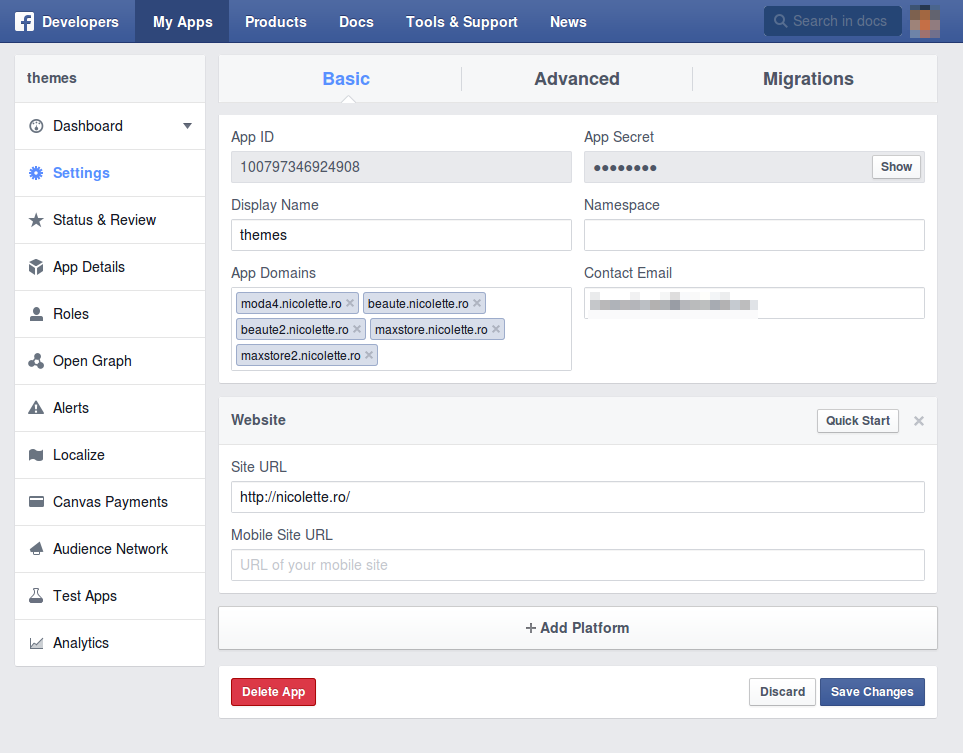 Developers My Apps Products Docs Tools & Support News Search in docs
themes
Dashboard
Settings
Status & Review
App Details
Roles
Open Graph
Alerts
Localize
Canvas Payments
Audience Network
Test Apps
Analytics
Basic Advanced Migrations
App ID App Secret
100797346924908 ●●●●●●●● Show
Display Name Namespace
themes
App Domains Contact Email
moda4.nicolette.ro × beaute.nicolette.ro ×
beaute2.nicolette.ro × maxstore.nicolette.ro ×
maxstore2.nicolette.ro ×
Website Quick Start ×
Site URL
http://nicolette.ro/
Mobile Site URL
URL of your mobile site
+ Add Platform
Delete App Discard Save Changes